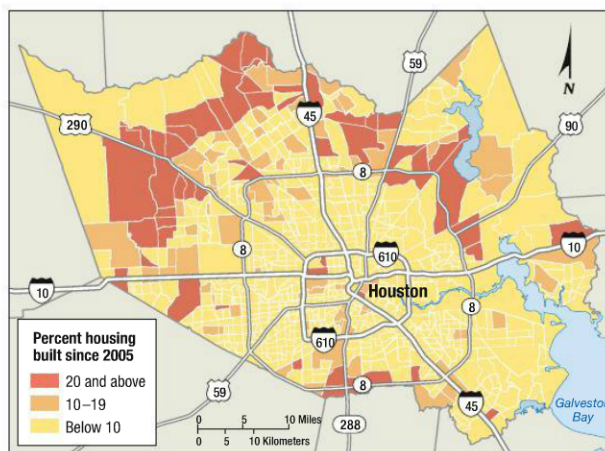 59
45
N
290
90
8
8
610
10
Houston
10
8
Percent housing
built since 2005
20 and above
10–19
Below 10
610
59
8
288
45
0 5 10 Miles
0 5 10 Kilometers
Galveston
Bay